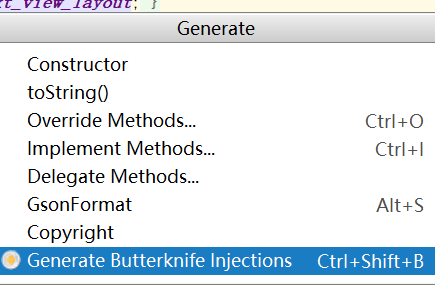 xt_view_layout; }
Generate
Constructor
toString()
Override Methods... Ctrl+O
Implement Methods... Ctrl+I
Delegate Methods...
GsonFormat Alt+S
Copyright
Generate Butterknife Injections Ctrl+Shift+B